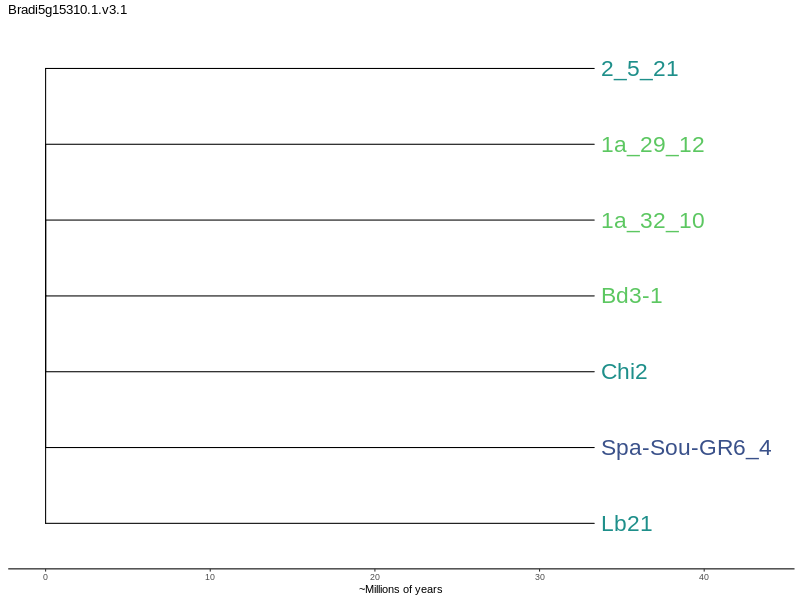 Bradi5g15310.1.v3.1
2_5_21
1a_29_12
1a_32_10
Bd3-1
Chi2
Spa-Sou-GR6_4
Lb21
0 10 20 30 40
~Millions of years